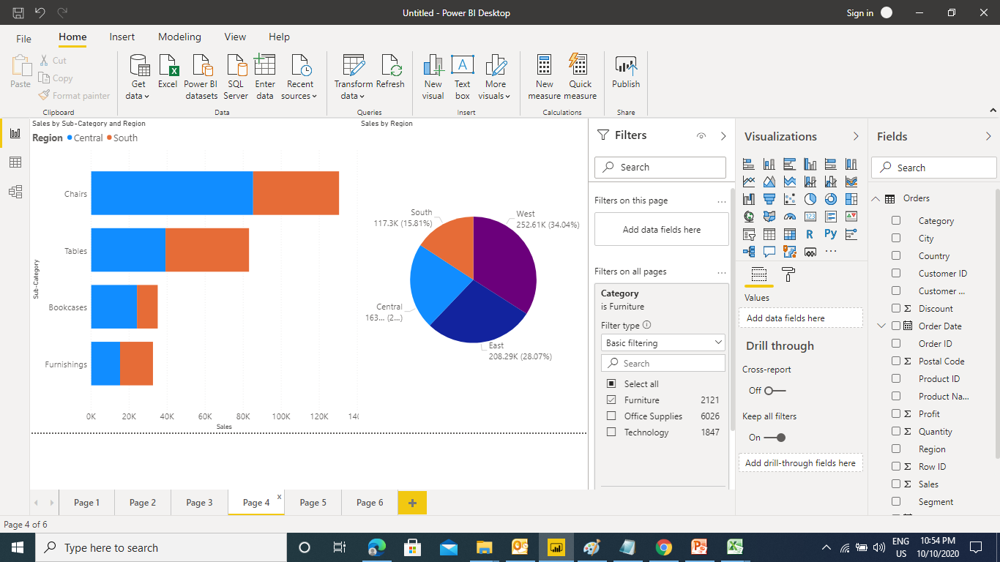 Untitled - Power BI Desktop
Sign in
File Home Insert Modeling View Help
Paste
Cut
Copy
Format painter
Clipboard
Get data
Excel
Power BI datasets
SQL Server
Enter data
Recent sources
Data
Transform data
Refresh
Queries
New visual
Text box
More visuals
Insert
New measure
Quick measure
Calculations
Publish
Share
Sales by Sub-Category and Region
Region Central South
Sub-Category
Chairs
Tables
Bookcases
Furnishings
0K 20K 40K 60K 80K 100K 120K 14
Sales
Sales by Region
South
117.3K (15.81%)
West
252.61K (34.04%)
Central
163... (2...)
East
208.29K (28.07%)
Filters
Search
Filters on this page ...
Add data fields here
Filters on all pages ...
Category
is Furniture
Filter type
Basic filtering
Search
Select all
Furniture 2121
Office Supplies 6026
Technology 1847
Visualizations
123
R Py
...
Values
Add data fields here
Drill through
Cross-report
Off
Keep all filters
On
Add drill-through fields here
Fields
Search
Orders
Category
City
Country
Customer ID
Customer ...
Σ Discount
Order Date
Order ID
Σ Postal Code
Product ID
Product Na...
Σ Profit
Σ Quantity
Region
Σ Row ID
Σ Sales
Segment
Page 1 Page 2 Page 3 Page 4 x Page 5 Page 6 +
Page 4 of 6
Type here to search
ENG
US
10:54 PM
10/10/2020